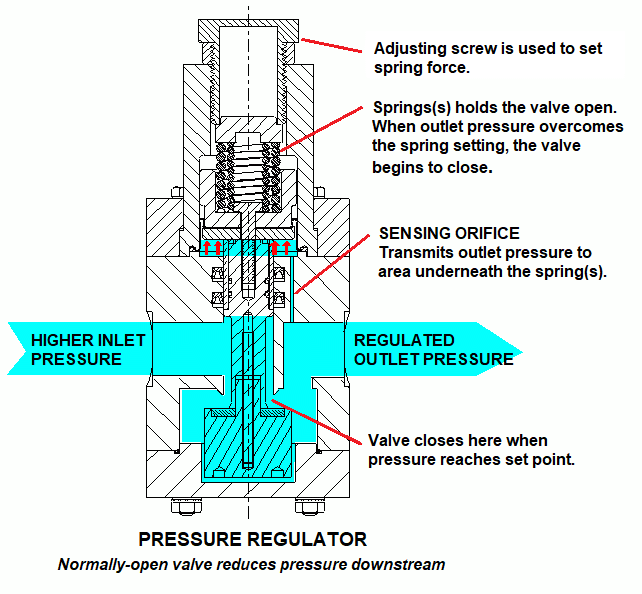 Adjusting screw is used to set
spring force.
Springs(s) holds the valve open.
When outlet pressure overcomes
the spring setting, the valve
begins to close.
SENSING ORIFICE
Transmits outlet pressure to
area underneath the spring(s).
HIGHER INLET
PRESSURE
REGULATED
OUTLET PRESSURE
Valve closes here when
pressure reaches set point.
PRESSURE REGULATOR
Normally-open valve reduces pressure downstream